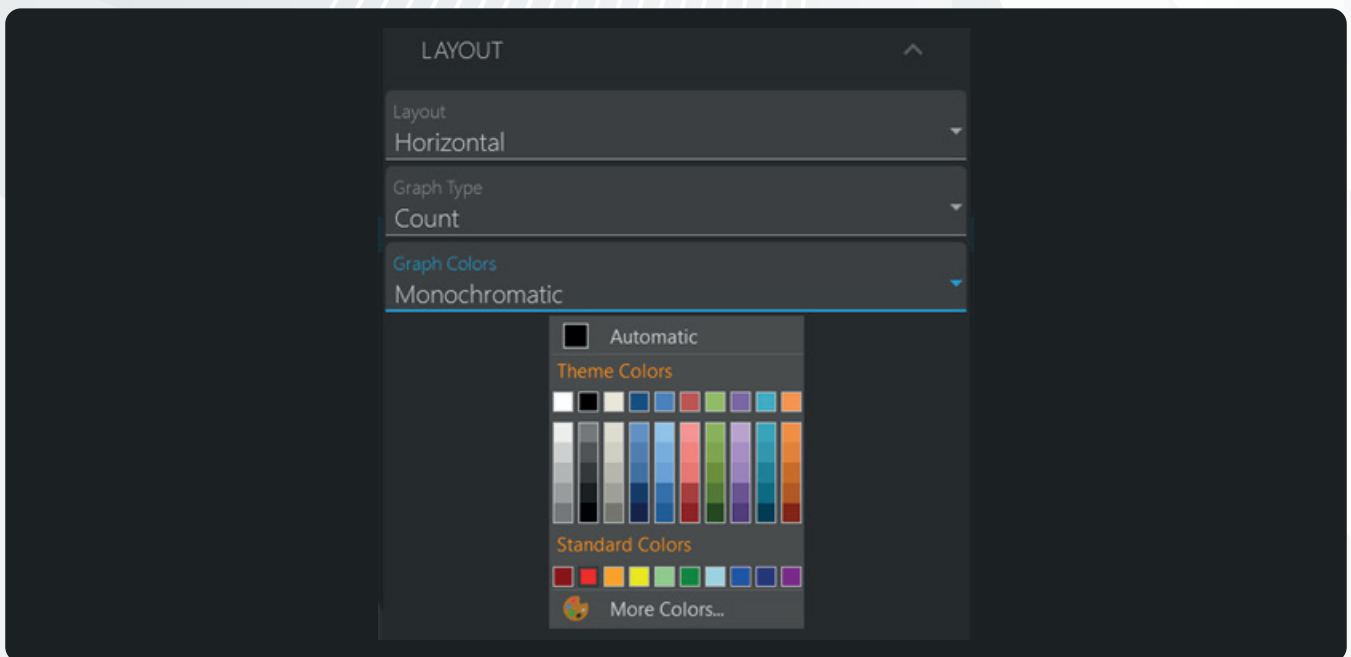 LAYOUT
Layout
Horizontal
Graph Type
Count
Graph Colors
Monochromatic
Automatic
Theme Colors
Standard Colors
More Colors...